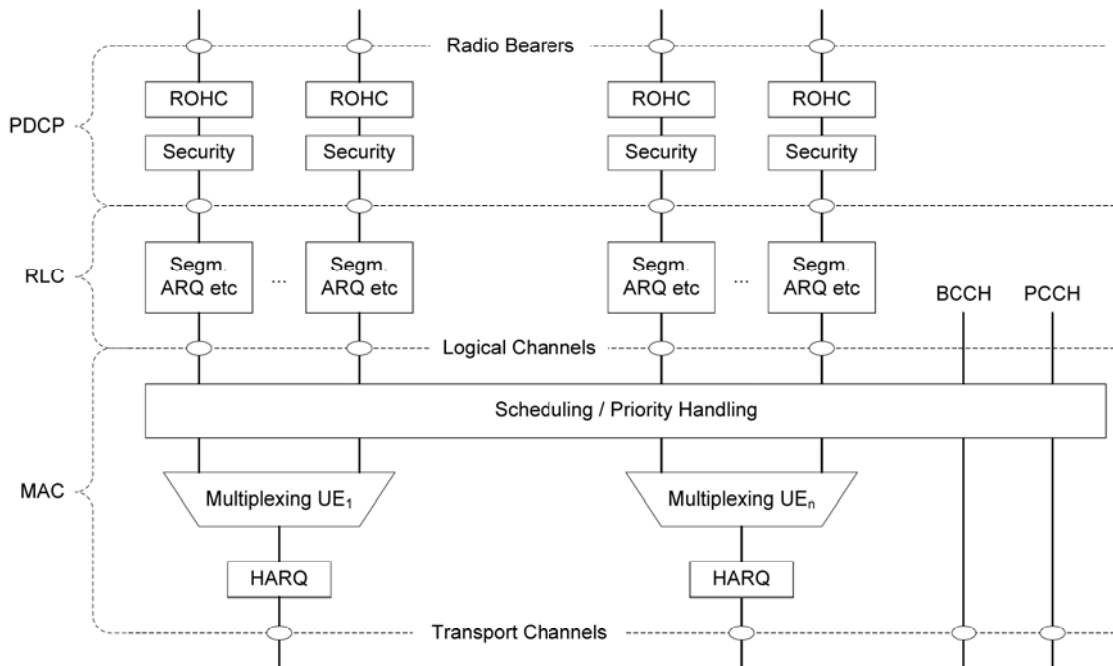 Radio Bearers
ROHC ROHC ROHC ROHC
PDCP
Security Security Security Security
Segm. Segm. Segm. Segm.
RLC
ARQ etc ... ARQ etc ARQ etc ... ARQ etc
BCCH PCCH
Logical Channels
Scheduling / Priority Handling
MAC
Multiplexing UE1 Multiplexing UEn
HARQ HARQ
Transport Channels